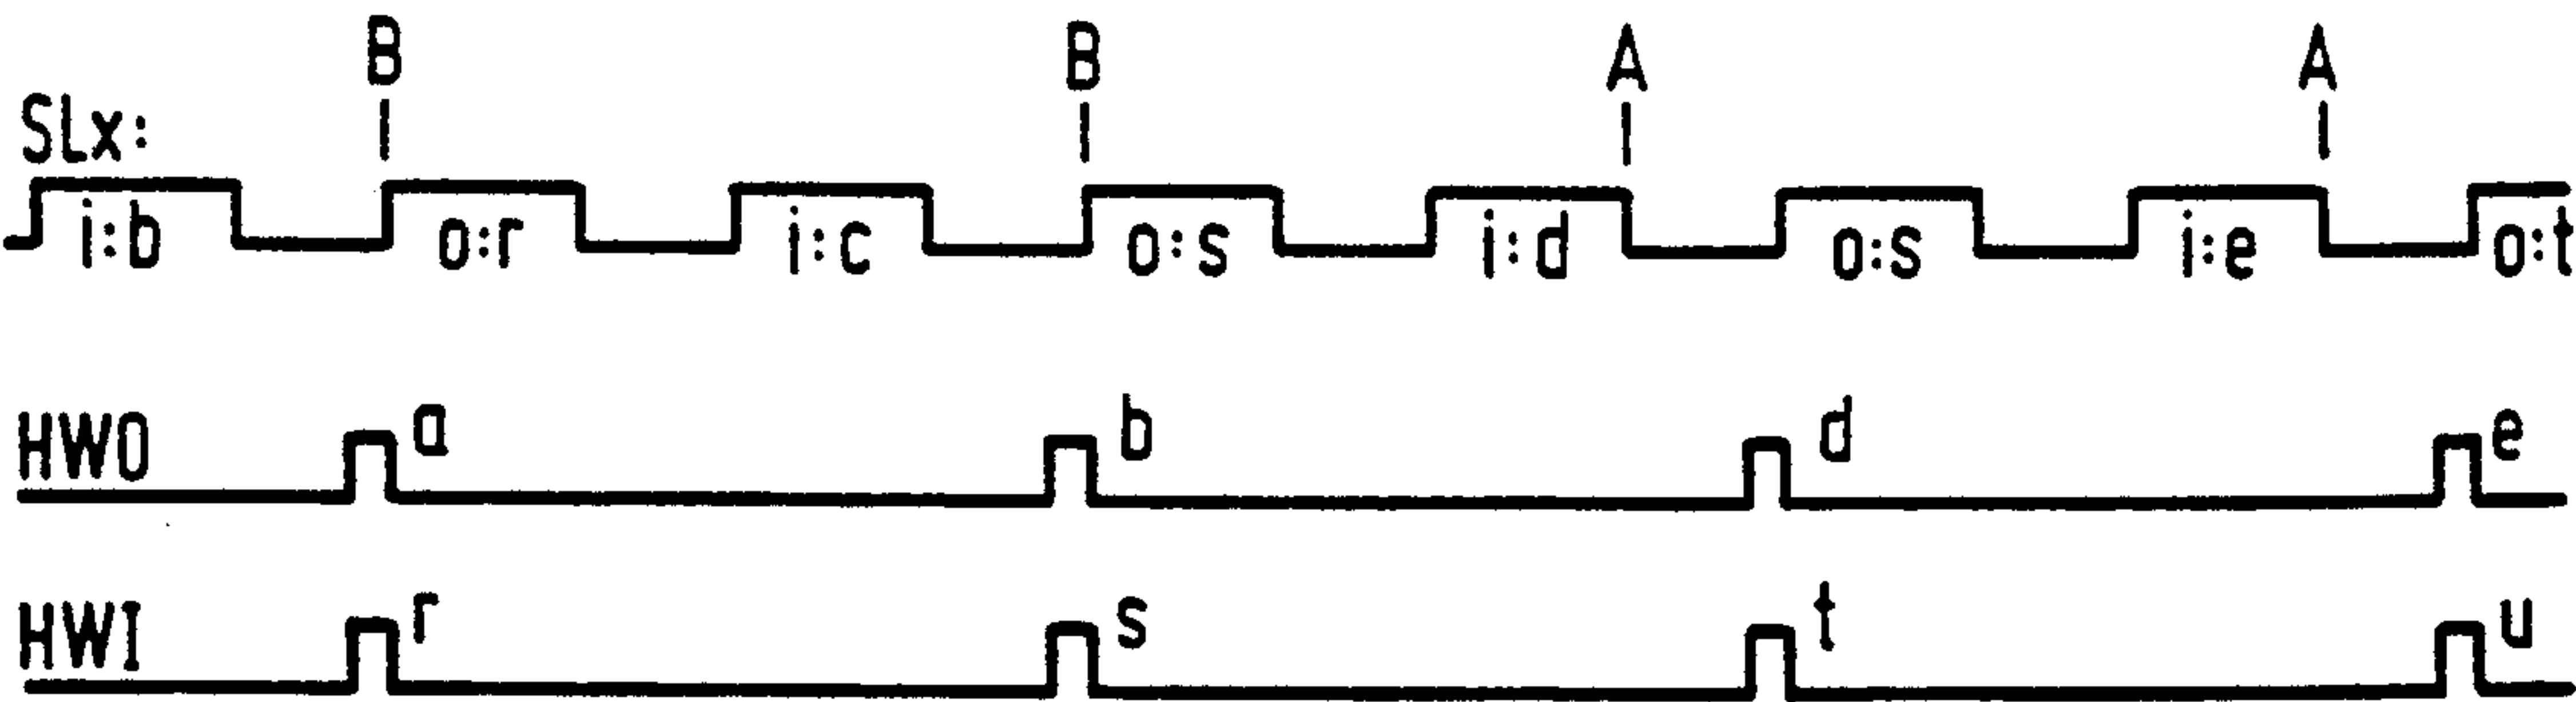 B B A A
SLx:
i:b o:r i:c o:s i:d o:s i:e o:t
HWO a b d e
HWI r s t u